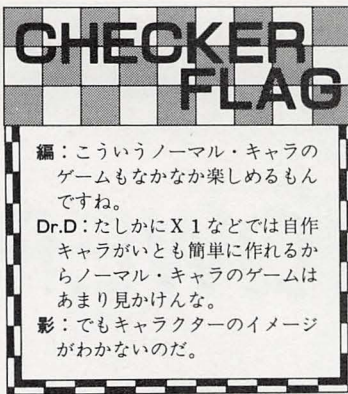 CHECKER
FLAG
編：こういうノーマル・キャラの
ゲームもなかなか楽しめるもん
ですね。
Dr.D：たしかにＸ１などでは自作
キャラがいとも簡単に作れるか
らノーマル・キャラのゲームは
あまり見かけんな。
影：でもキャラクターのイメージ
がわかないのだ。